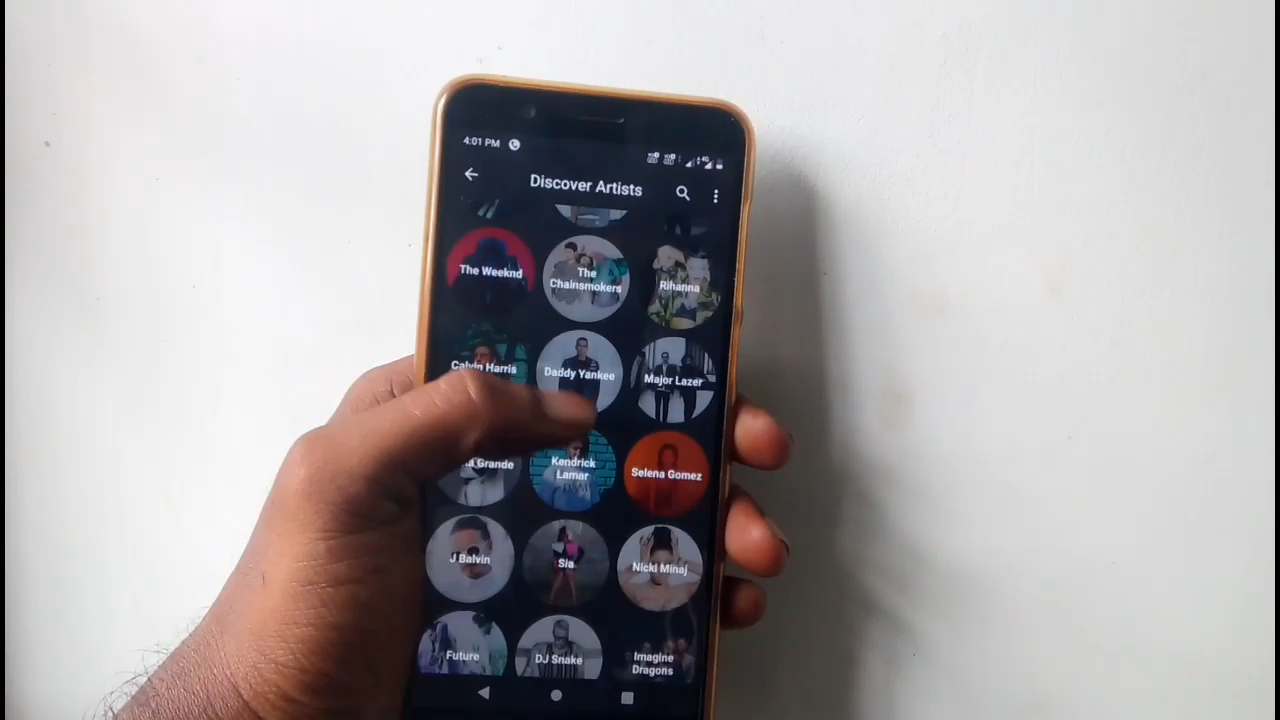 4:01 PM
Discover Artists
The Weeknd
The
Chainsmokers
Rihanna
Calvin Harris
Daddy Yankee
Major Lazer
a Grande
Kendrick
Lamar
Selena Gomez
J Balvin
Sia
Nicki Minaj
Future
DJ Snake
Imagine
Dragons